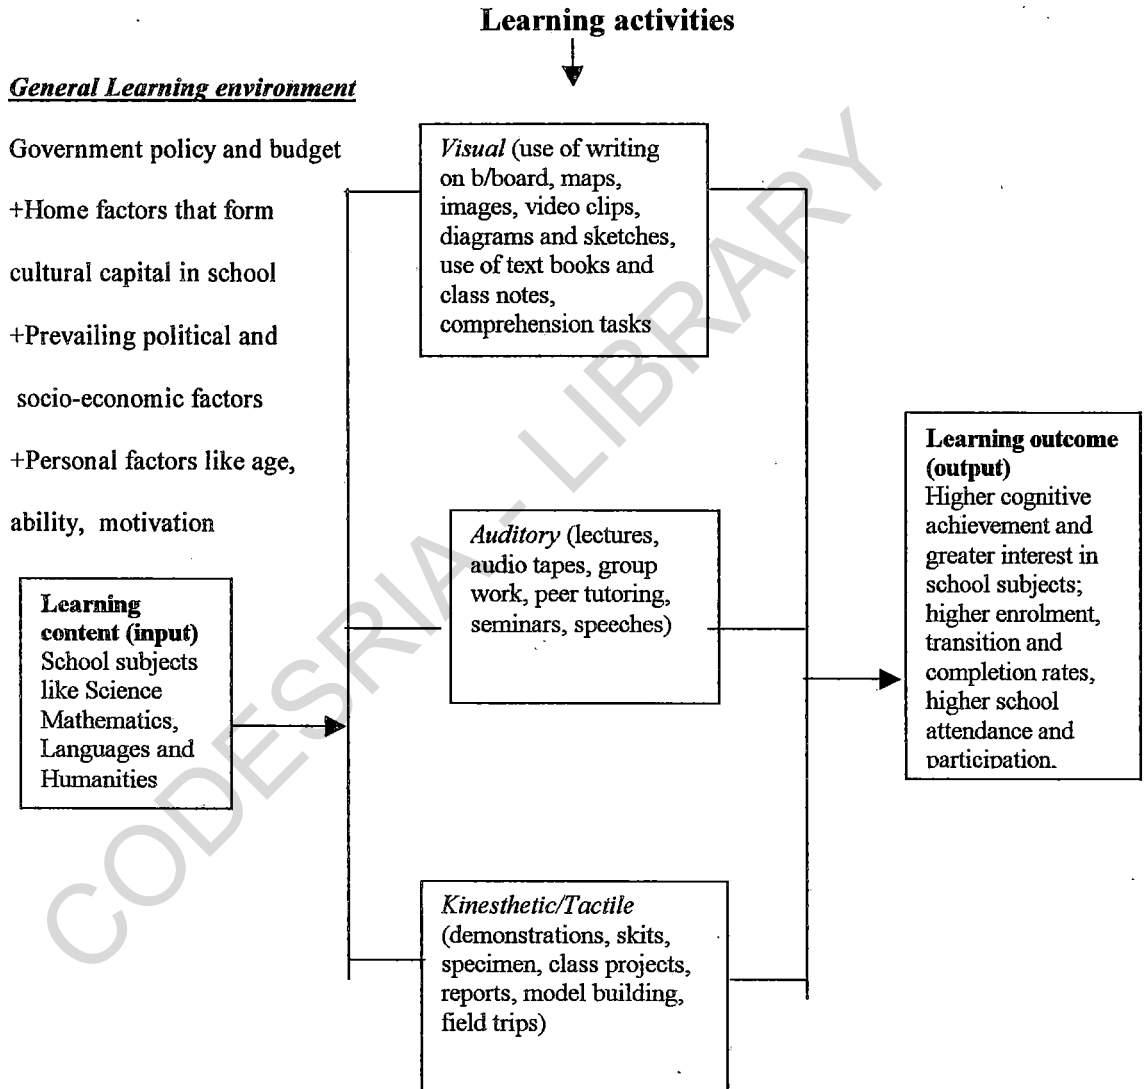 Learning activities
General Learning environment
Government policy and budget
+Home factors that form
cultural capital in school
+Prevailing political and
socio-economic factors
+Personal factors like age,
ability, motivation
Learning
content (input)
School subjects
like Science
Mathematics,
Languages and
Humanities
Visual (use of writing
on b/board, maps,
images, video clips,
diagrams and sketches,
use of text books and
class notes,
comprehension tasks
Auditory (lectures,
audio tapes, group
work, peer tutoring,
seminars, speeches)
Kinesthetic/Tactile
(demonstrations, skits,
specimen, class projects,
reports, model building,
field trips)
Learning outcome
(output)
Higher cognitive
achievement and
greater interest in
school subjects;
higher enrolment,
transition and
completion rates,
higher school
attendance and
participation.
CODESRIA - LIBRARY